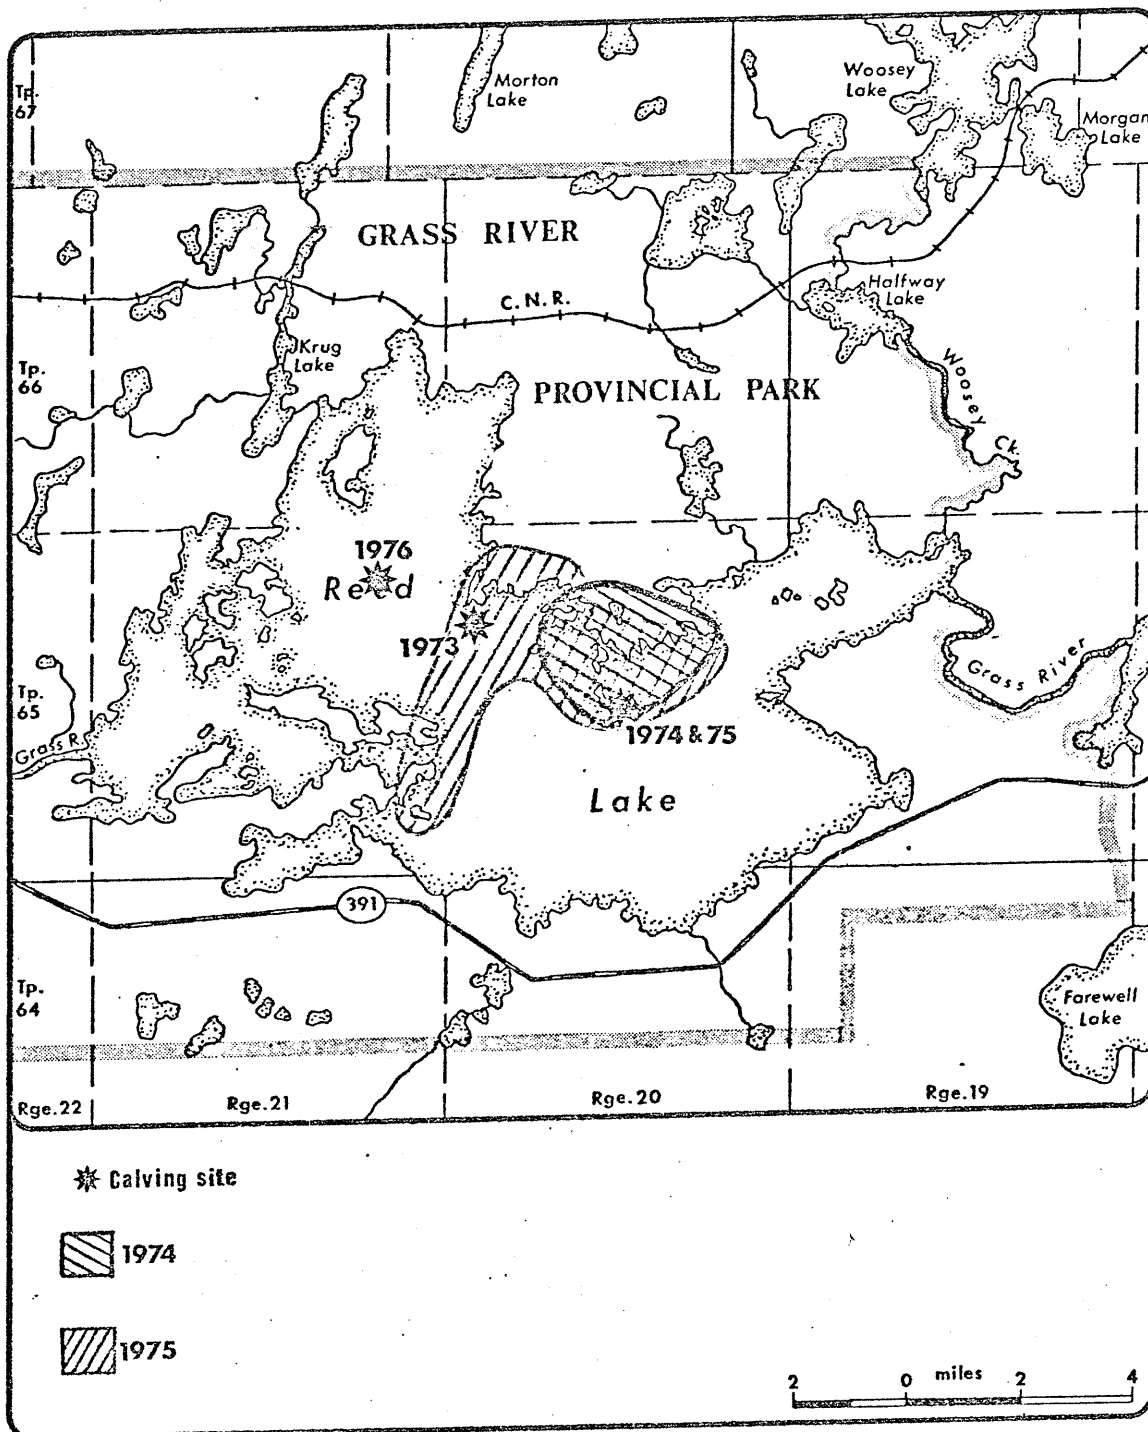 Tp.
67
Morton
Lake
Woosey
Lake
Morgan
Lake
GRASS RIVER
C.N.R.
Halfway
Lake
Krug
Lake
Tp.
66
PROVINCIAL PARK
Woosey Ck.
1976
Reed
1973
Grass River
Tp.
65
Grass R.
1974 & 75
Lake
391
Tp.
64
Farewell
Lake
Rge.22
Rge.21
Rge.20
Rge.19
Calving site
1974
1975
2 0 miles 2 4